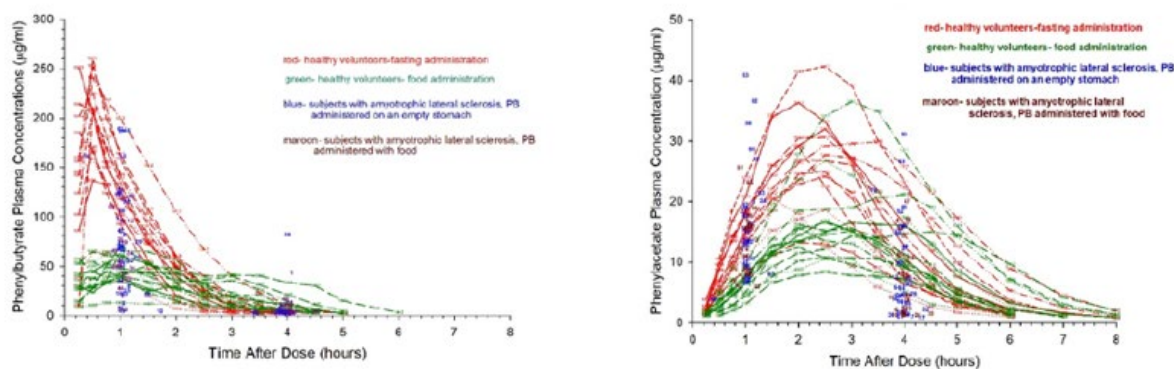 Phenylbutyrate Plasma Concentrations (µg/ml)
300
250
200
150
100
50
0
0 1 2 3 4 5 6 7 8
Time After Dose (hours)
red- healthy volunteers-fasting administration
green- healthy volunteers- food administration
blue- subjects with amyotrophic lateral sclerosis, PB
administered on an empty stomach
maroon- subjects with amyotrophic lateral sclerosis, PB
administered with food
Phenylacetate Plasma Concentration (µg/ml)
50
40
30
20
10
0
0 1 2 3 4 5 6 7 8
Time After Dose (hours)
red- healthy volunteers-fasting administration
green- healthy volunteers- food administration
blue- subjects with amyotrophic lateral sclerosis, PB
administered on an empty stomach
maroon- subjects with amyotrophic lateral
sclerosis, PB administered with food